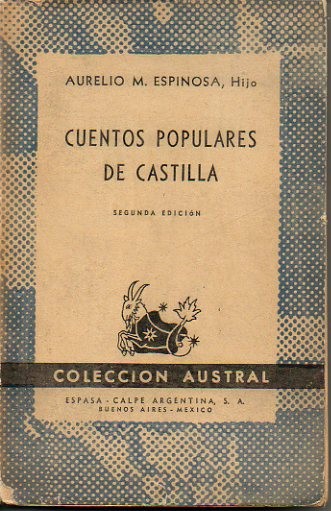 AURELIO M. ESPINOSA, Hijo
CUENTOS POPULARES
DE CASTILLA
SEGUNDA EDICIÓN
COLECCION AUSTRAL
ESPASA - CALPE ARGENTINA, S. A.
BUENOS AIRES - MEXICO